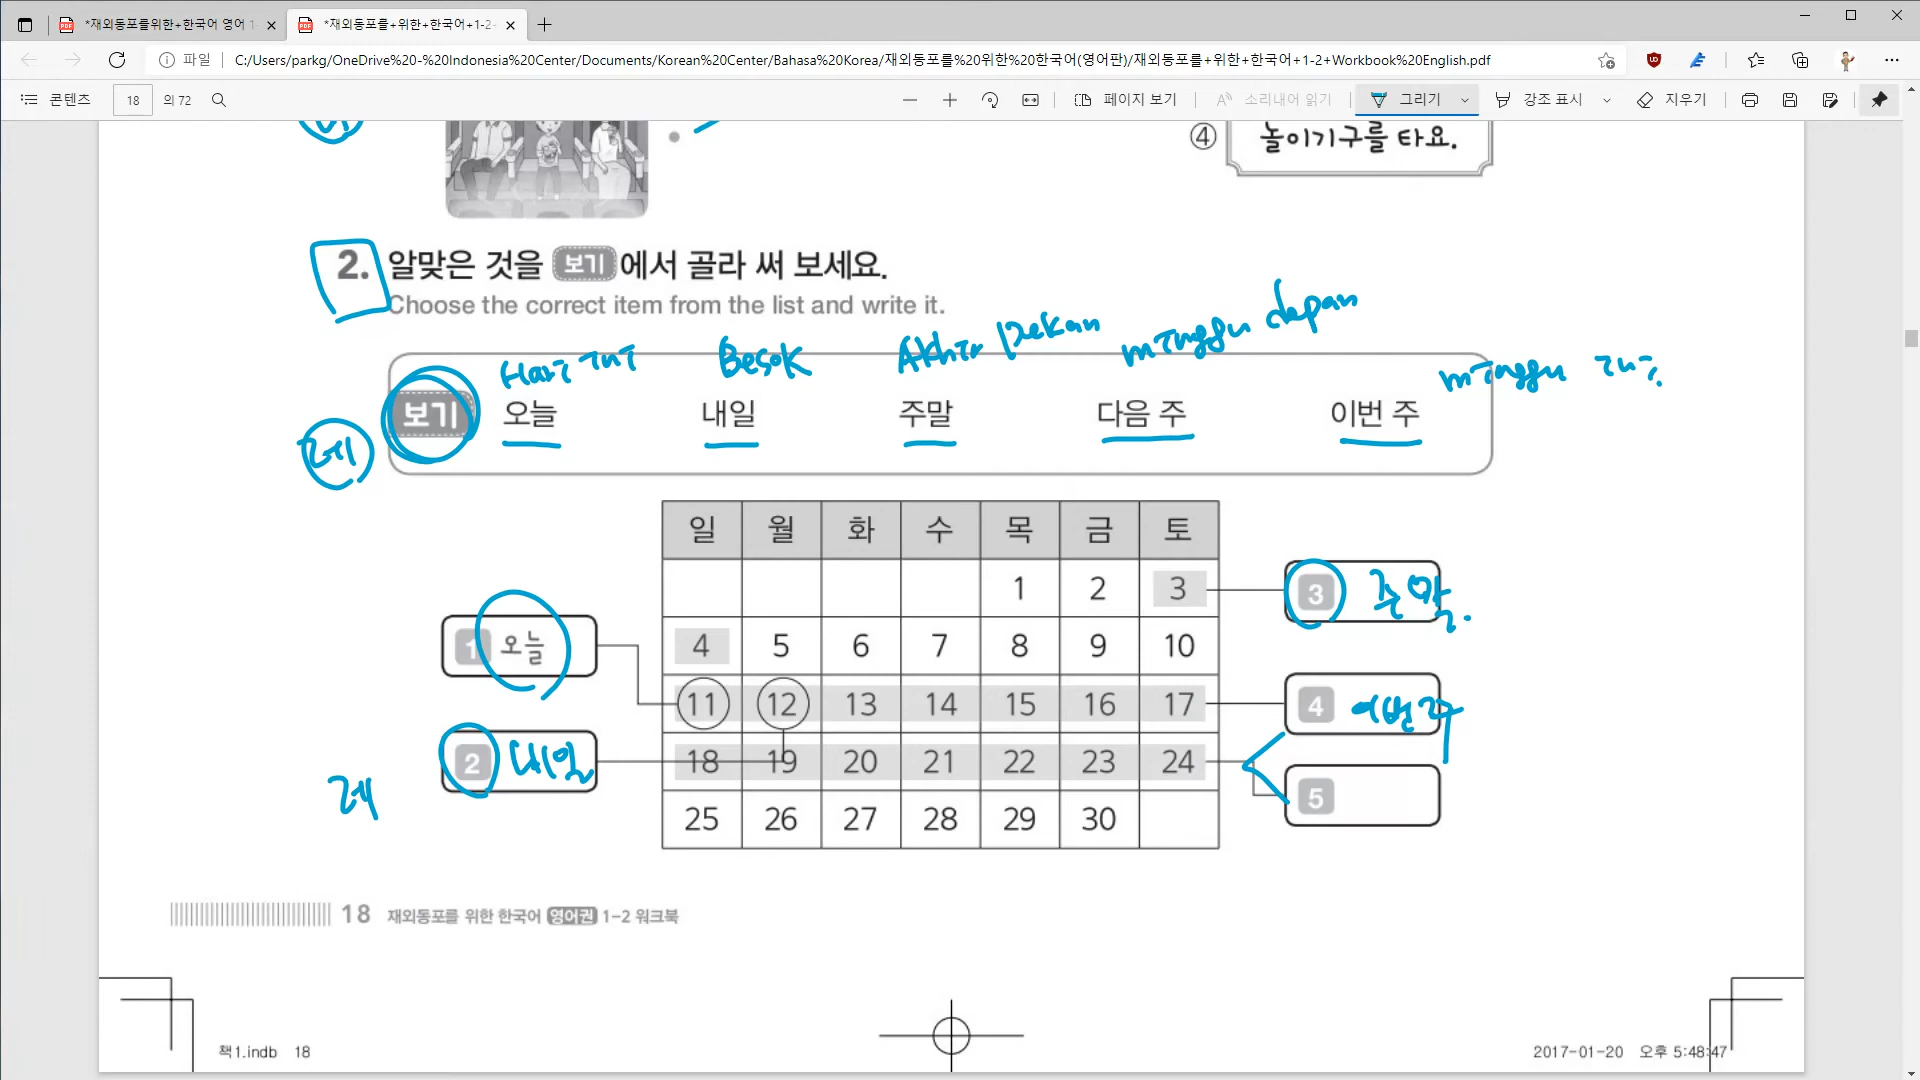 *재외동포를위한+한국어 영어 1
*재외동포를+위한+한국어+1-2-
파일 C:/Users/parkg/OneDrive%20-%20Indonesia%20Center/Documents/Korean%20Center/Bahasa%20Korea/재외동포를%20위한%20한국어(영어판)/재외동포를+위한+한국어+1-2+Workbook%20English.pdf
콘텐츠 18 의 72 페이지 보기 소리내어 읽기 그리기 강조 표시 지우기
④ 놀이기구를 타요.
2. 알맞은 것을 보기 에서 골라 써 보세요.
Choose the correct item from the list and write it.
Hari ini Besok Akhir pekan minggu depan minggu ini
보기 오늘 내일 주말 다음 주 이번 주
예
일 월 화 수 목 금 토
1 2 3
3 주말.
4 5 6 7 8 9 10
1 오늘
11 12 13 14 15 16 17
4 이번 주
2 내일
18 19 20 21 22 23 24
5
25 26 27 28 29 30
18 재외동포를 위한 한국어 영어권 1-2 워크북
책1.indb 18
2017-01-20 오후 5:48:47